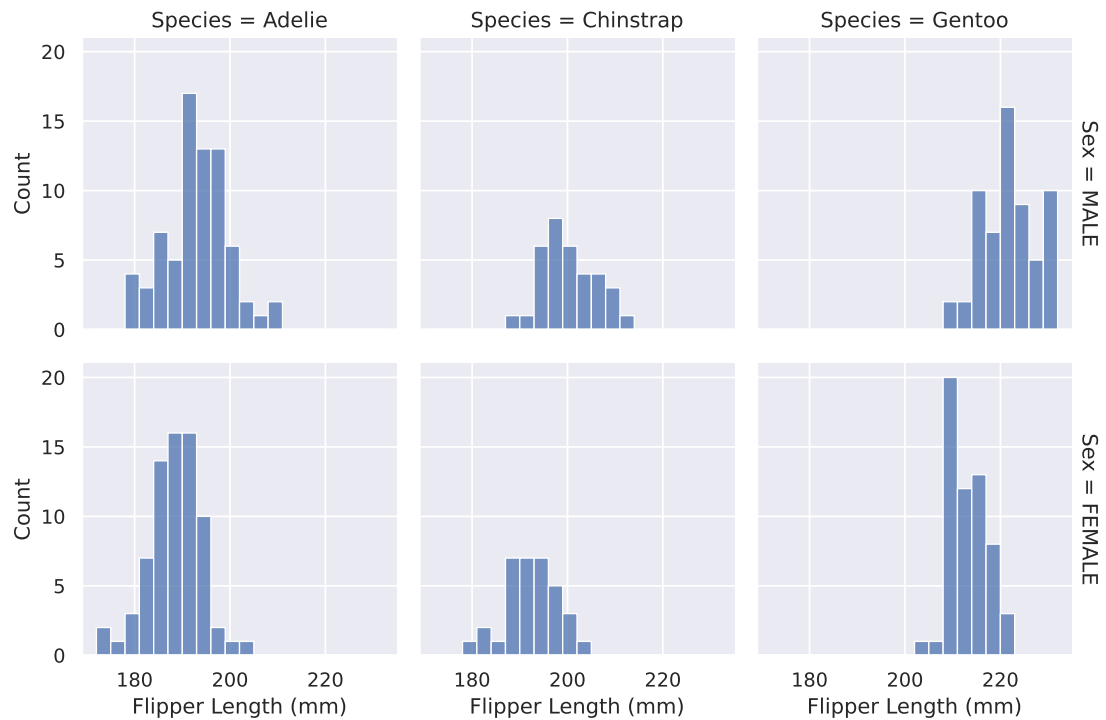 Species = Adelie
Species = Chinstrap
Species = Gentoo
20
15
10
5
0
Count
Sex = MALE
20
15
10
5
0
Count
Sex = FEMALE
180 200 220
180 200 220
180 200 220
Flipper Length (mm)
Flipper Length (mm)
Flipper Length (mm)